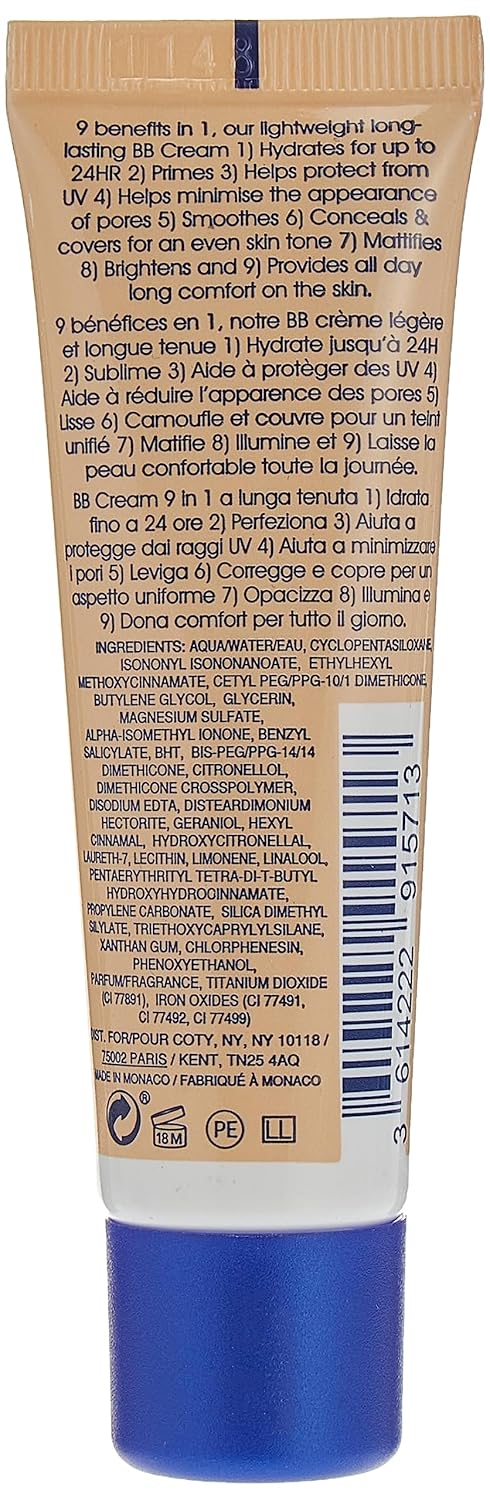 114
9 benefits in 1, our lightweight long-
lasting BB Cream 1) Hydrates for up to
24HR 2) Primes 3) Helps protect from
UV 4) Helps minimise the appearance
of pores 5) Smoothes 6) Conceals &
covers for an even skin tone 7) Mattifies
8) Brightens and 9) Provides all day
long comfort on the skin.
9 bénéfices en 1, notre BB crème légère
et longue tenue 1) Hydrate jusqu'à 24H
2) Sublime 3) Aide à protèger des UV 4)
Aide à réduire l'apparence des pores 5)
Lisse 6) Camoufle et couvre pour un teint
unifié 7) Matifie 8) Illumine et 9) Laisse la
peau confortable toute la journée.
BB Cream 9 in 1 a lunga tenuta 1) Idrata
fino a 24 ore 2) Perfeziona 3) Aiuta a
protegge dai raggi UV 4) Aiuta a minimizzare
i pori 5) Leviga 6) Corregge e copre per un
aspetto uniforme 7) Opacizza 8) Illumina e
9) Dona comfort per tutto il giorno.
INGREDIENTS: AQUA/WATER/EAU, CYCLOPENTASILOXANE,
ISONONYL ISONONANOATE, ETHYLHEXYL
METHOXYCINNAMATE, CETYL PEG/PPG-10/1 DIMETHICONE,
BUTYLENE GLYCOL, GLYCERIN,
MAGNESIUM SULFATE,
ALPHA-ISOMETHYL IONONE, BENZYL
SALICYLATE, BHT, BIS-PEG/PPG-14/14
DIMETHICONE, CITRONELLOL,
DIMETHICONE CROSSPOLYMER,
DISODIUM EDTA, DISTEARDIMONIUM
HECTORITE, GERANIOL, HEXYL
CINNAMAL, HYDROXYCITRONELLAL,
LAURETH-7, LECITHIN, LIMONENE, LINALOOL,
PENTAERYTHRITYL TETRA-DI-T-BUTYL
HYDROXYHYDROCINNAMATE,
PROPYLENE CARBONATE, SILICA DIMETHYL
SILYLATE, TRIETHOXYCAPRYLYLSILANE,
XANTHAN GUM, CHLORPHENESIN,
PHENOXYETHANOL,
PARFUM/FRAGRANCE, TITANIUM DIOXIDE
(CI 77891), IRON OXIDES (CI 77491,
CI 77492, CI 77499)
DIST. FOR/POUR COTY, NY, NY 10118 /
75002 PARIS / KENT, TN25 4AQ
MADE IN MONACO / FABRIQUÉ À MONACO
® 18 M PE LL
3 614222 915713